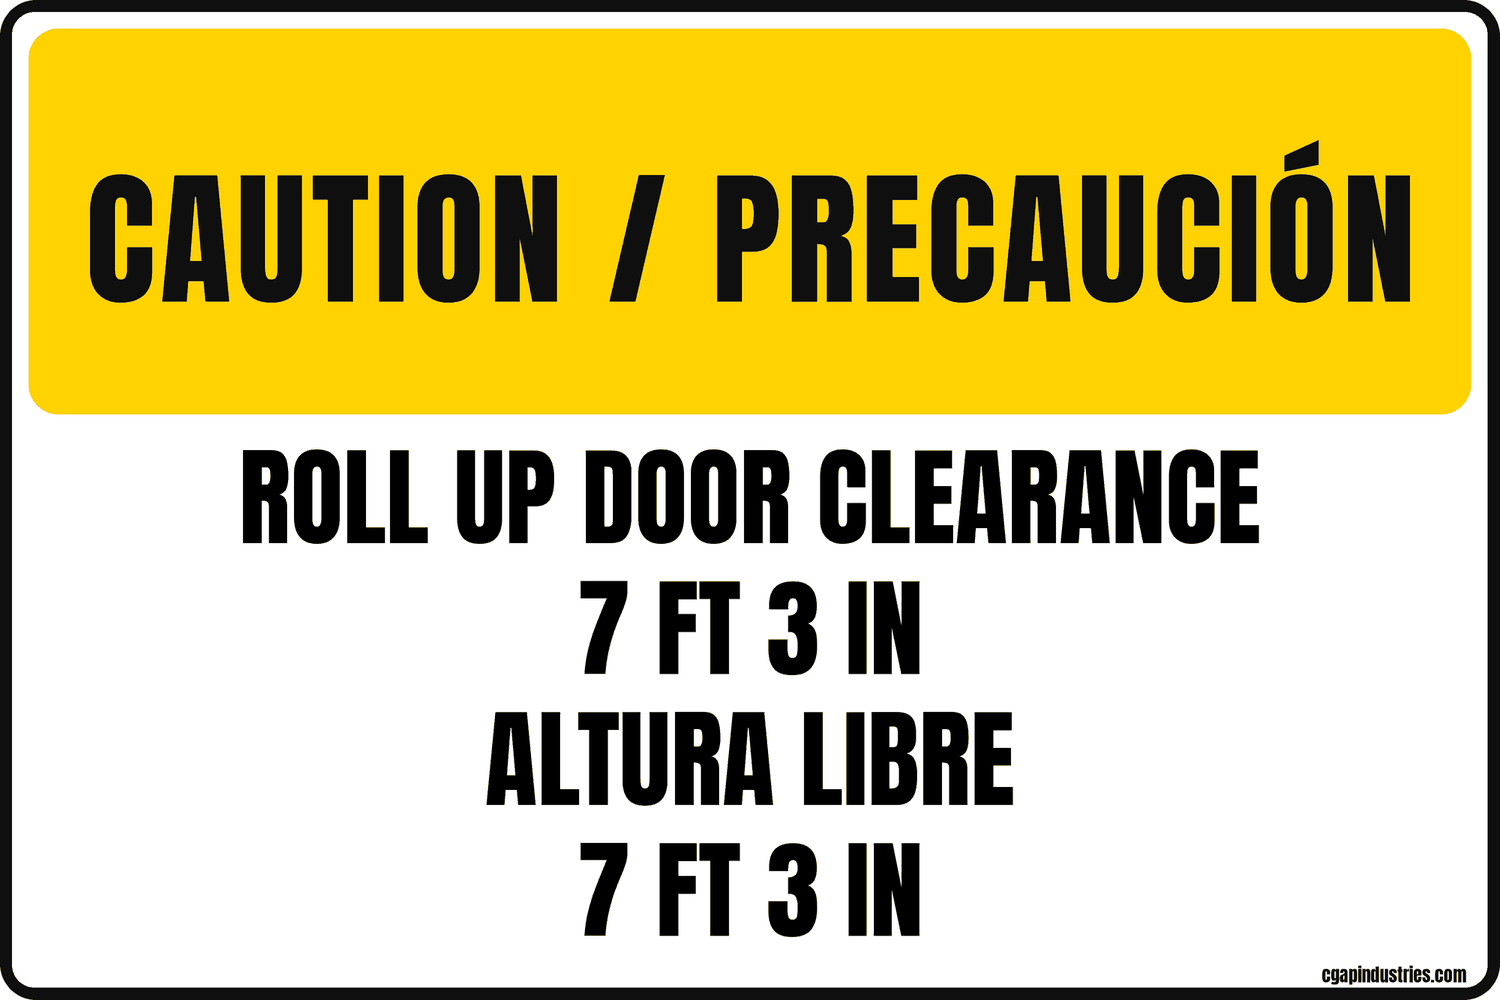 CAUTION / PRECAUCIÓN
ROLL UP DOOR CLEARANCE
7 FT 3 IN
ALTURA LIBRE
7 FT 3 IN
cgapindustries.com